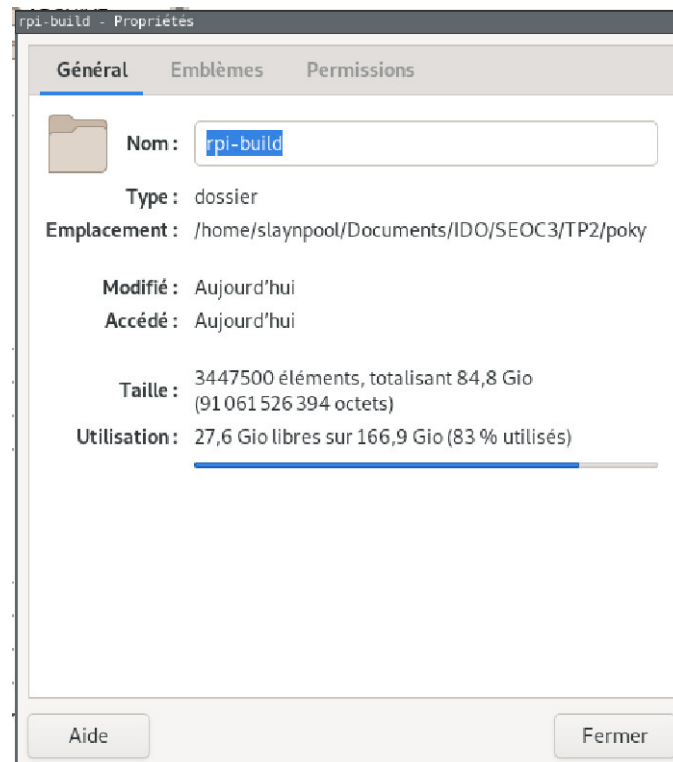 rpi-build - Propriétés
Général Emblèmes Permissions
Nom : rpi-build
Type : dossier
Emplacement : /home/slaynpool/Documents/IDO/SEOC3/TP2/poky
Modifié : Aujourd'hui
Accédé : Aujourd'hui
Taille : 3447500 éléments, totalisant 84,8 Gio
(91 061 526 394 octets)
Utilisation : 27,6 Gio libres sur 166,9 Gio (83 % utilisés)
Aide Fermer